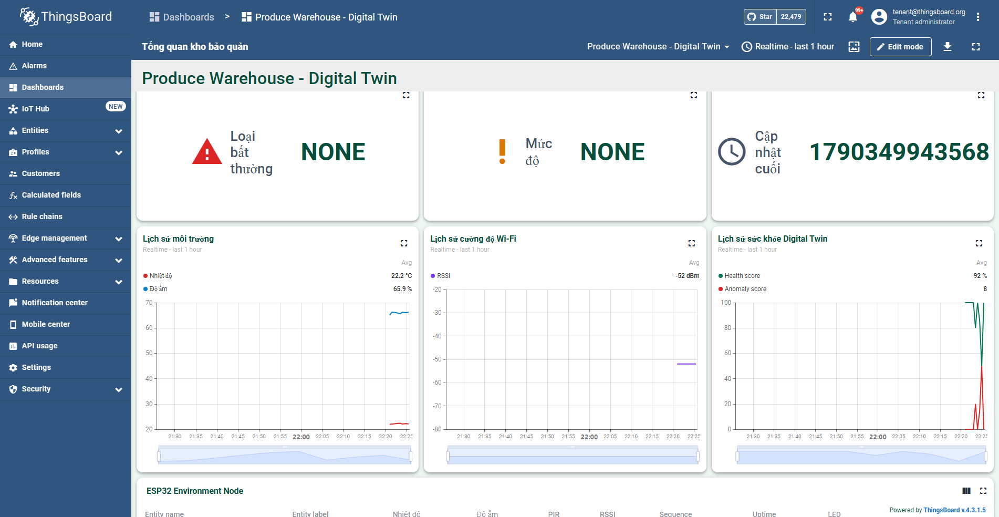 ThingsBoard
Dashboards > Produce Warehouse - Digital Twin
Star 22,479
99+
tenant@thingsboard.org
Tenant administrator
Home
Alarms
Dashboards
IoT Hub NEW
Entities
Profiles
Customers
Calculated fields
Rule chains
Edge management
Advanced features
Resources
Notification center
Mobile center
API usage
Settings
Security
Tổng quan kho bảo quản
Produce Warehouse - Digital Twin
Realtime - last 1 hour
Edit mode
Produce Warehouse - Digital Twin
Loại
bất
thường
NONE
Mức
độ
NONE
Cập
nhật
cuối
1790349943568
Lịch sử môi trường
Realtime - last 1 hour
Avg
Nhiệt độ 22.2 °C
Độ ẩm 65.9 %
70
60
50
40
30
20
21:30 21:35 21:40 21:45 21:50 21:55 22:00 22:05 22:10 22:15 22:20 22:25
Lịch sử cường độ Wi-Fi
Realtime - last 1 hour
Avg
RSSI -52 dBm
-20
-30
-40
-50
-60
-70
-80
21:30 21:35 21:40 21:45 21:50 21:55 22:00 22:05 22:10 22:15 22:20 22:25
Lịch sử sức khỏe Digital Twin
Realtime - last 1 hour
Avg
Health score 92 %
Anomaly score 8
100
80
60
40
20
0
21:30 21:35 21:40 21:45 21:50 21:55 22:00 22:05 22:10 22:15 22:20 22:25
ESP32 Environment Node
Entity name Entity label Nhiệt độ Độ ẩm PIR RSSI Sequence Uptime LED
Powered by ThingsBoard v.4.3.1.5